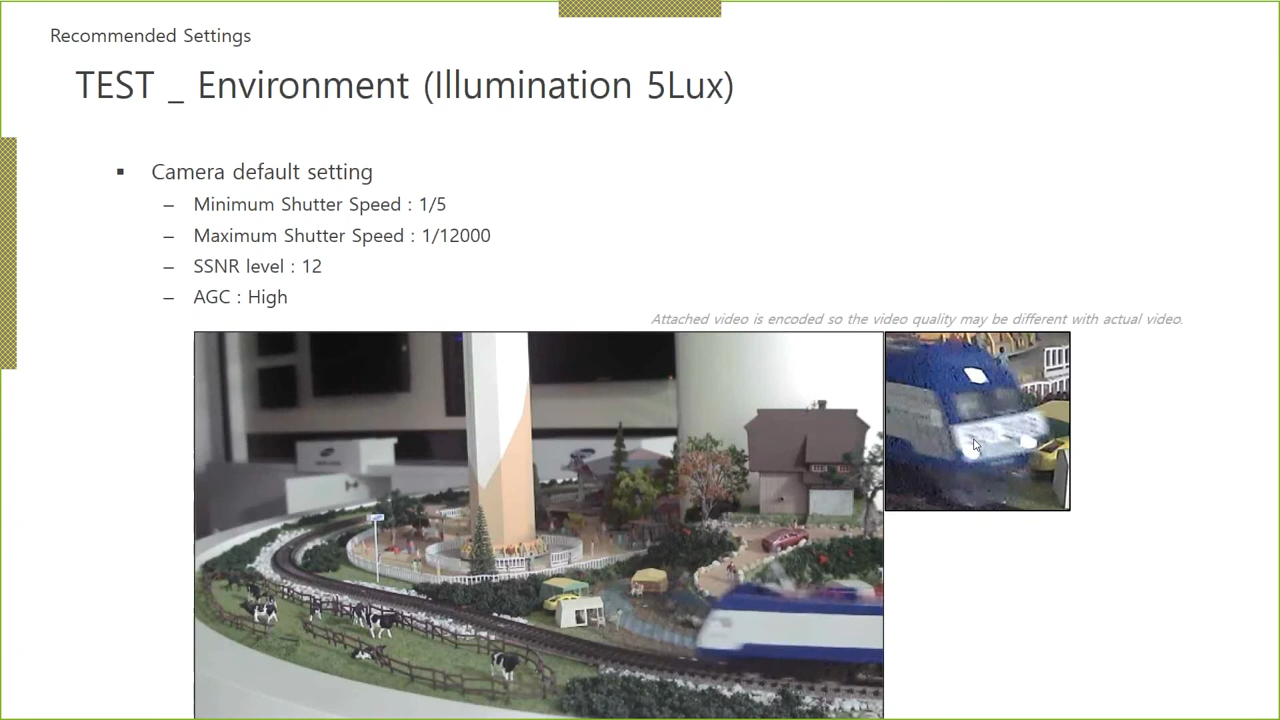 Recommended Settings
TEST _ Environment (Illumination 5Lux)
Camera default setting
– Minimum Shutter Speed : 1/5
– Maximum Shutter Speed : 1/12000
– SSNR level : 12
– AGC : High
Attached video is encoded so the video quality may be different with actual video.